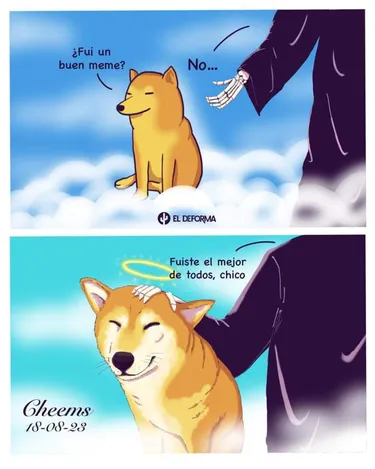 ¿Fui un
buen meme?
No...
EL DEFORMA
Fuiste el mejor
de todos, chico
Cheems
18-08-23